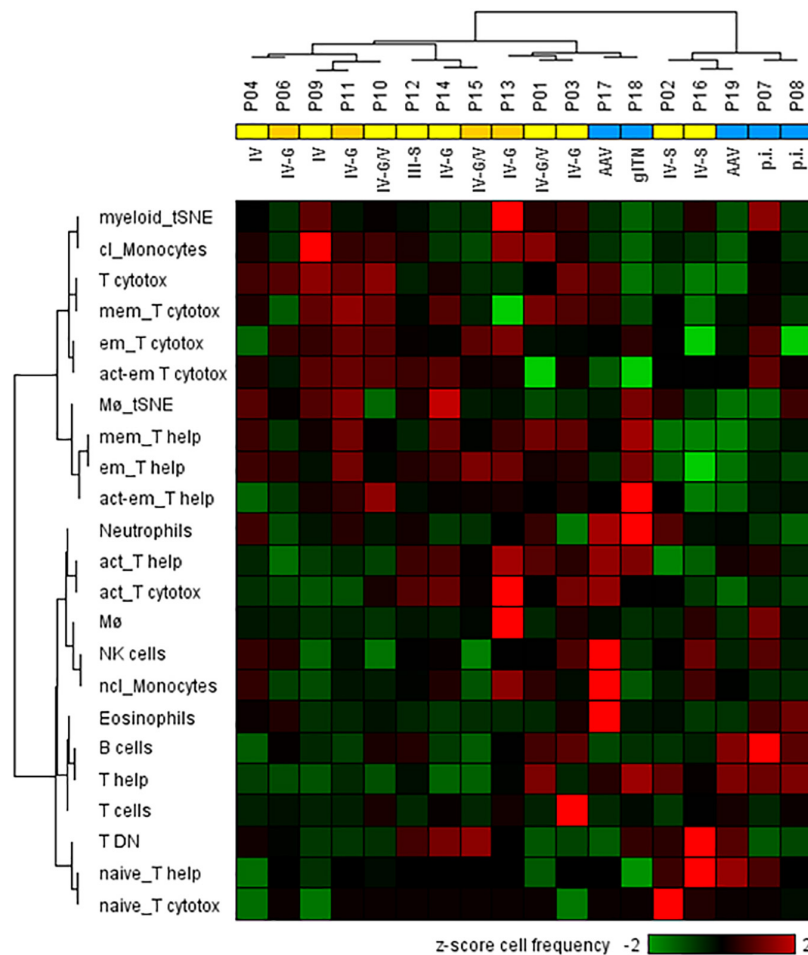 P04 P06 P09 P11 P10 P12 P14 P15 P13 P01 P03 P17 P18 P02 P16 P19 P07 P08
IV IV-G IV IV-G IV-G/V III-S IV-G IV-G/V IV-G IV-G/V IV-G AAV gITN IV-S IV-S AAV p.i. p.i.
myeloid_tSNE
cl_Monocytes
T cytotox
mem_T cytotox
em_T cytotox
act-em T cytotox
Mø_tSNE
mem_T help
em_T help
act-em_T help
Neutrophils
act_T help
act_T cytotox
Mø
NK cells
ncl_Monocytes
Eosinophils
B cells
T help
T cells
T DN
naive_T help
naive_T cytotox
z-score cell frequency -2 2